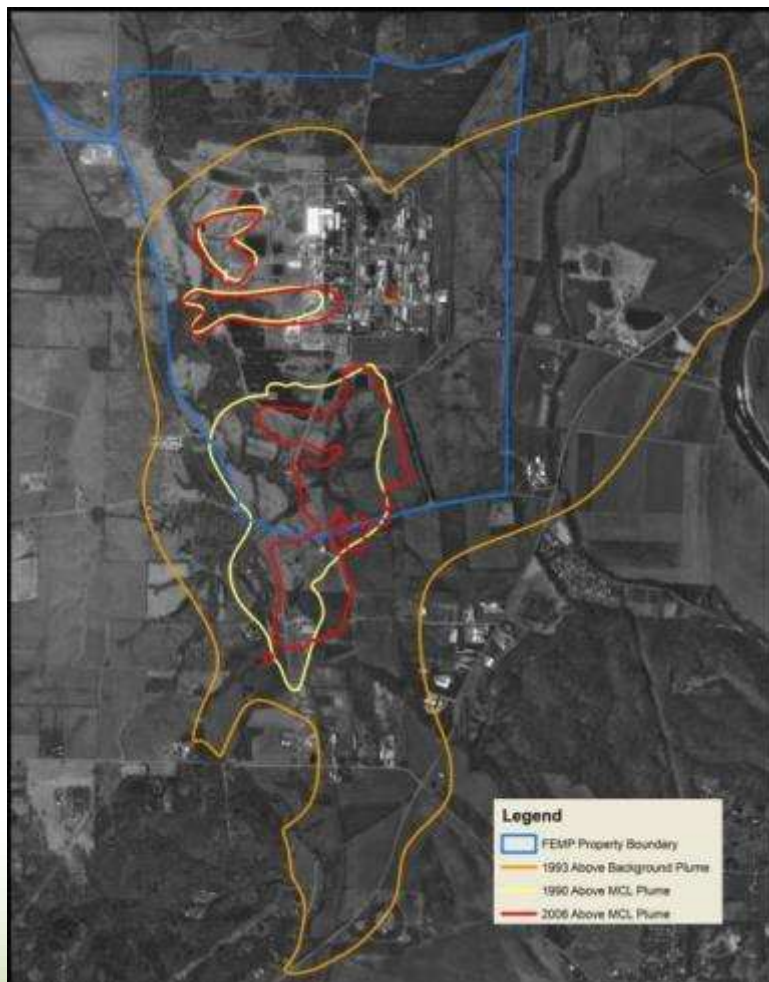 Legend
FEMP Property Boundary
1993 Above Background Plume
1990 Above MCL Plume
2006 Above MCL Plume